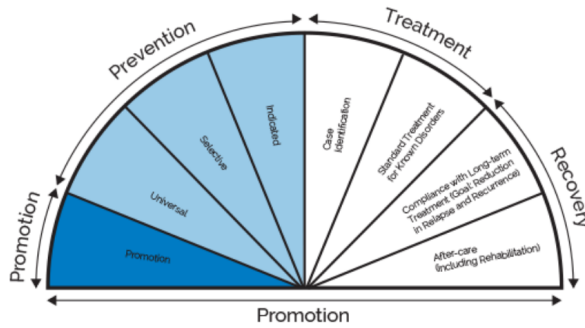 Prevention
Treatment
Promotion
Recovery
Promotion
Universal
Selective
Indicated
Case
Identification
Standard Treatment
for Known Disorders
Compliance with Long-term
Treatment (Goal: Reduction
in Relapse and Recurrence)
After-care
(Including Rehabilitation)
Promotion